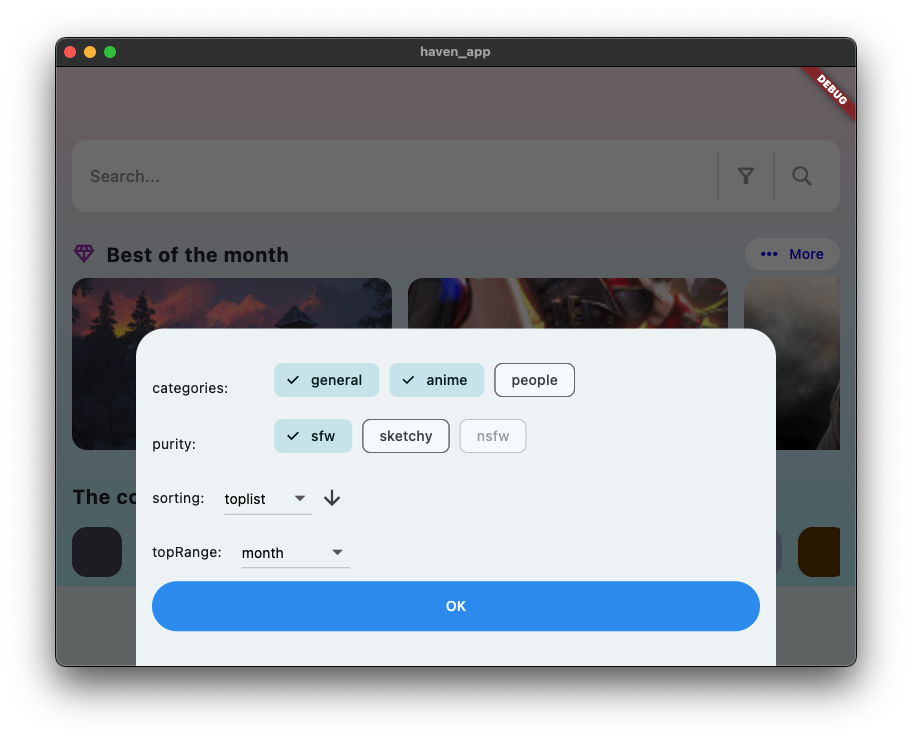 haven_app
DEBUG
Search...
Best of the month
More
categories: general anime people
purity: sfw sketchy nsfw
The co
sorting: toplist
topRange: month
OK